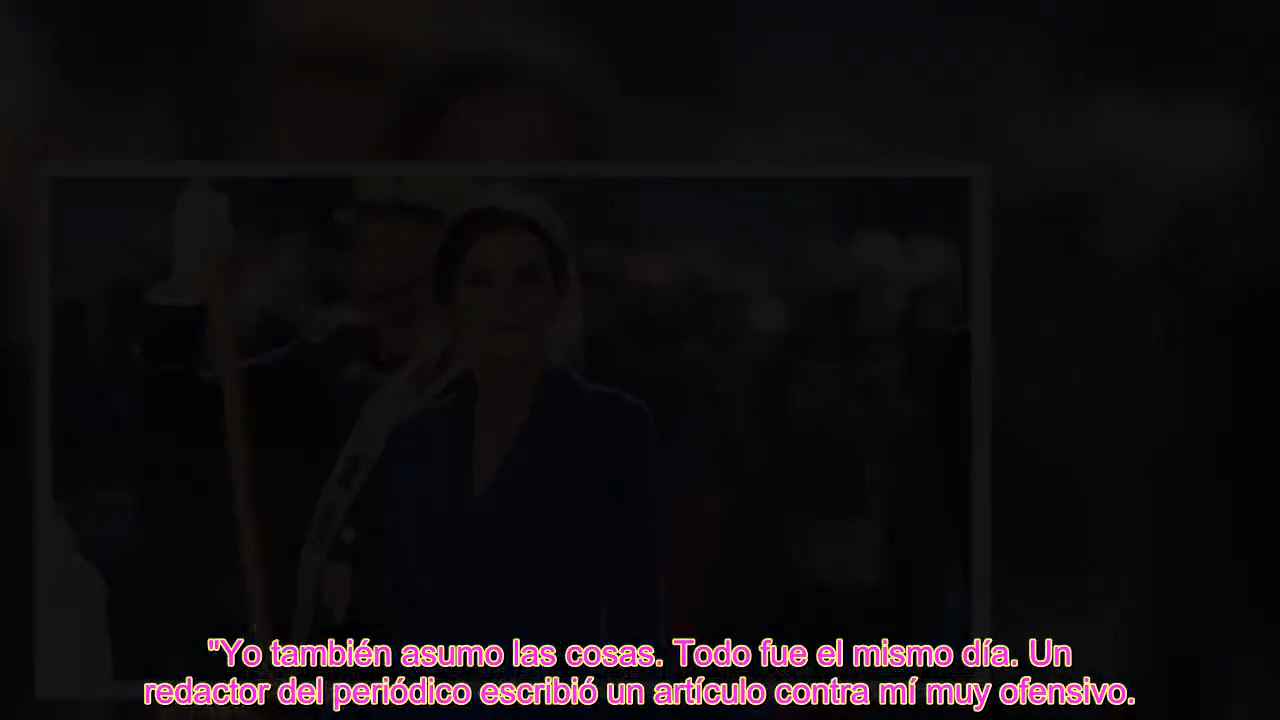 "Yo también asumo las cosas. Todo fue el mismo día. Un
redactor del periódico escribió un artículo contra mí muy ofensivo.